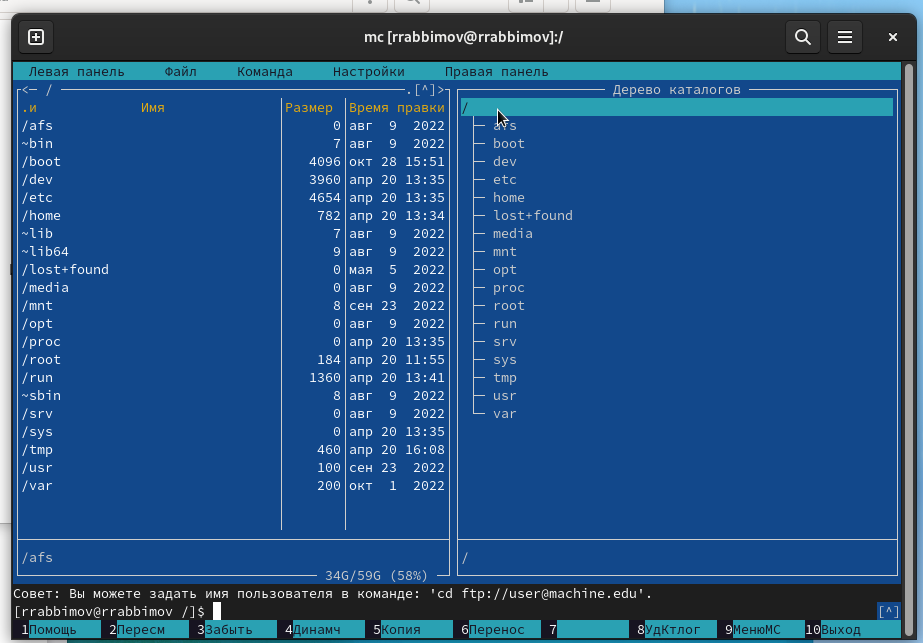 mc [rrabbimov@rrabbimov]:/
Левая панель Файл Команда Настройки Правая панель
<— / .[^]>
.и Имя Размер Время правки
/afs 0 авг 9 2022
~bin 7 авг 9 2022
/boot 4096 окт 28 15:51
/dev 3960 апр 20 13:35
/etc 4654 апр 20 13:35
/home 782 апр 20 13:34
~lib 7 авг 9 2022
~lib64 9 авг 9 2022
/lost+found 0 мая 5 2022
/media 0 авг 9 2022
/mnt 8 сен 23 2022
/opt 0 авг 9 2022
/proc 0 апр 20 13:35
/root 184 апр 20 11:55
/run 1360 апр 20 13:41
~sbin 8 авг 9 2022
/srv 0 авг 9 2022
/sys 0 апр 20 13:35
/tmp 460 апр 20 16:08
/usr 100 сен 23 2022
/var 200 окт 1 2022
/afs
34G/59G (58%)
Дерево каталогов
/
afs
boot
dev
etc
home
lost+found
media
mnt
opt
proc
root
run
srv
sys
tmp
usr
var
/
Совет: Вы можете задать имя пользователя в команде: 'cd ftp://user@machine.edu'.
[rrabbimov@rrabbimov /]$ [^]
1Помощь 2Пересм 3Забыть 4Динамч 5Копия 6Перенос 7 8УдКтлог 9МенюMC 10Выход